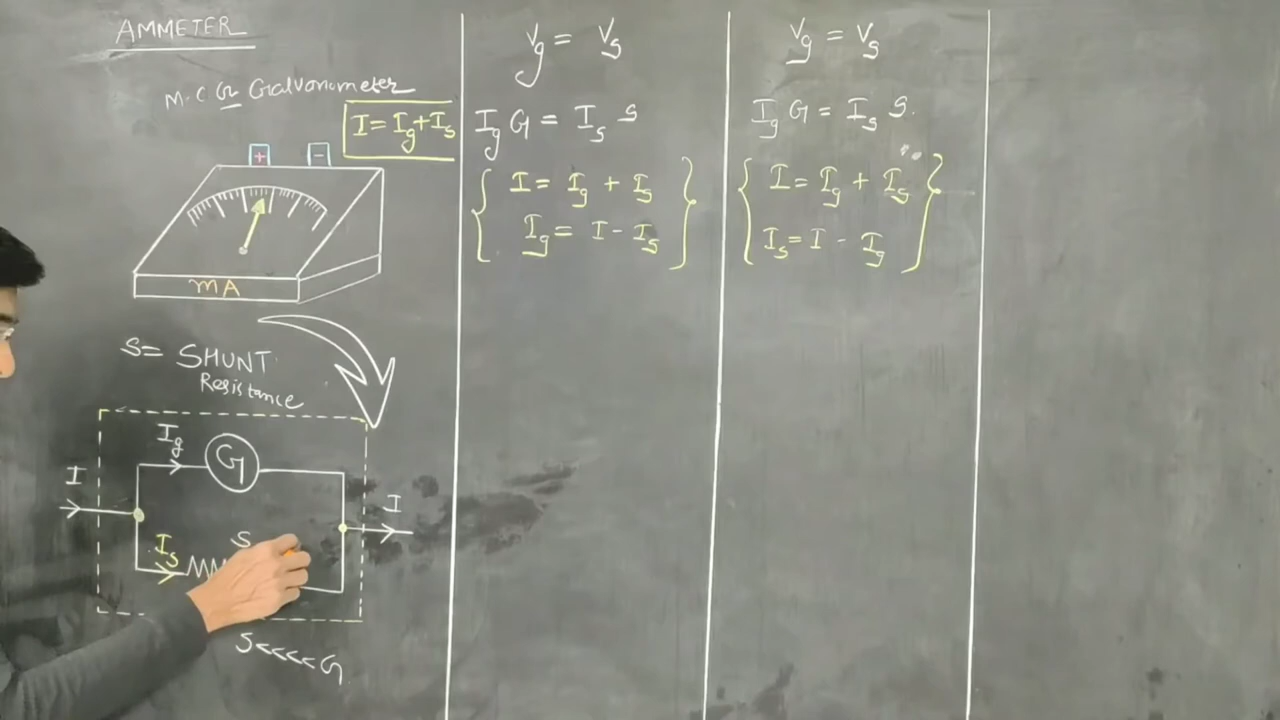 AMMETER
M.C G Galvanometer
I = Ig + Is
+ -
mA
S = SHUNT
Resistance
Ig
G
I
I
S
Is
S<<<<G
Vg = Vs
Ig G = Is S
I = Ig + Is
Ig = I - Is
Vg = Vs
Ig G = Is S.
I = Ig + Is
Is = I - Ig